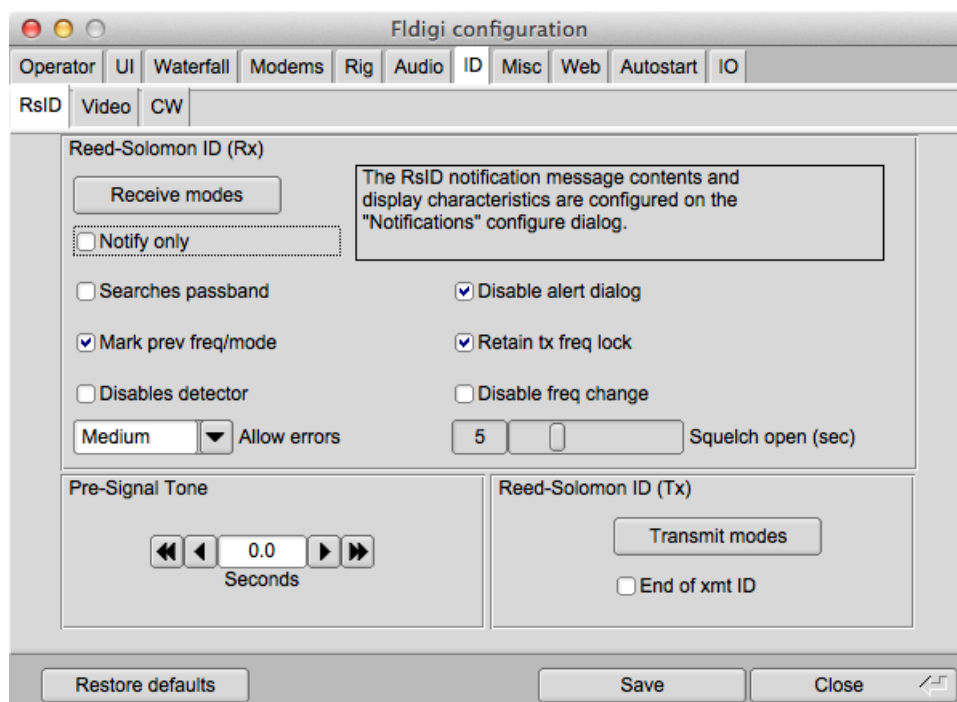 Fldigi configuration
Operator UI Waterfall Modems Rig Audio ID Misc Web Autostart IO
RsID Video CW
Reed-Solomon ID (Rx)
Receive modes
The RsID notification message contents and
display characteristics are configured on the
"Notifications" configure dialog.
Notify only
Searches passband
Disable alert dialog
Mark prev freq/mode
Retain tx freq lock
Disables detector
Disable freq change
Medium Allow errors
5 Squelch open (sec)
Pre-Signal Tone
0.0
Seconds
Reed-Solomon ID (Tx)
Transmit modes
End of xmt ID
Restore defaults
Save
Close